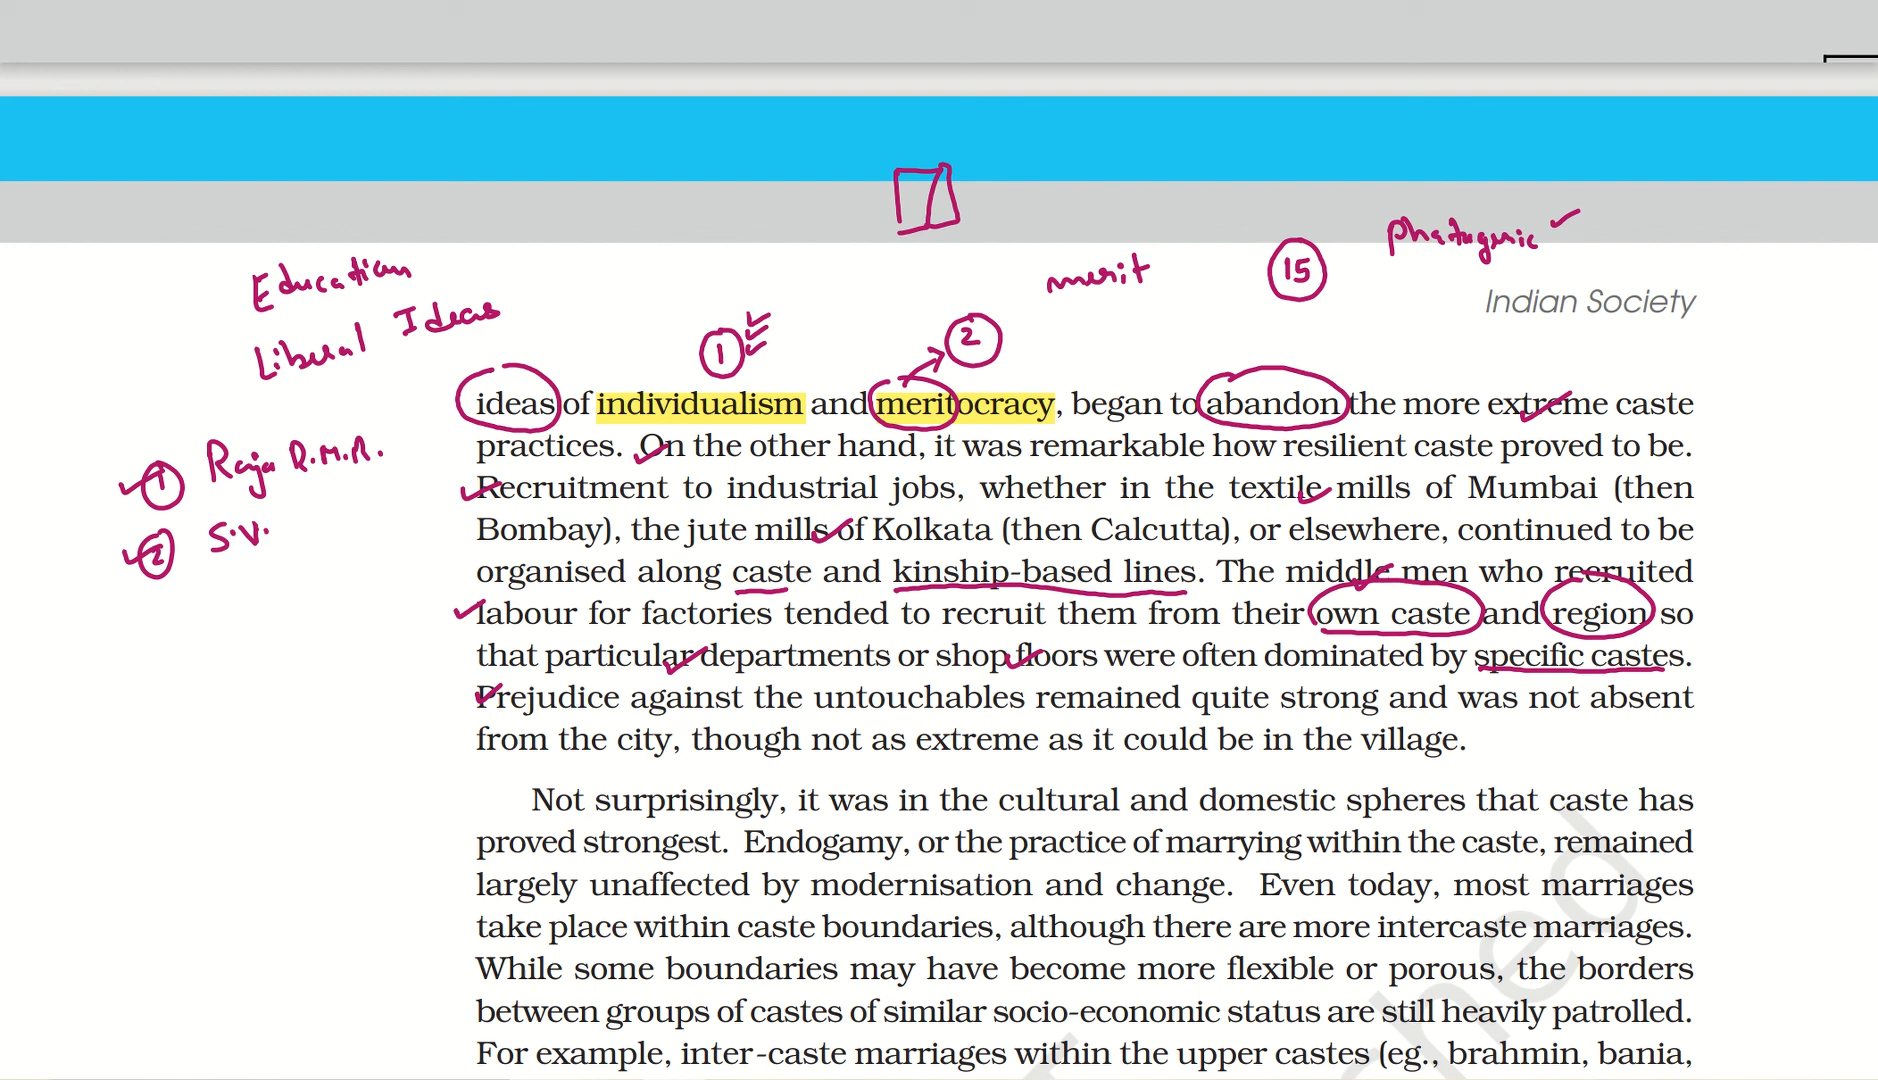 Education
Liberal Ideas
merit
15
Photogenic
Indian Society
1
2
ideas of individualism and meritocracy, began to abandon the more extreme caste
practices. On the other hand, it was remarkable how resilient caste proved to be.
1 Raja R.M.R.
Recruitment to industrial jobs, whether in the textile mills of Mumbai (then
2 S.V.
Bombay), the jute mills of Kolkata (then Calcutta), or elsewhere, continued to be
organised along caste and kinship-based lines. The middle men who recruited
labour for factories tended to recruit them from their own caste and region so
that particular departments or shop floors were often dominated by specific castes.
Prejudice against the untouchables remained quite strong and was not absent
from the city, though not as extreme as it could be in the village.
Not surprisingly, it was in the cultural and domestic spheres that caste has
proved strongest. Endogamy, or the practice of marrying within the caste, remained
largely unaffected by modernisation and change. Even today, most marriages
take place within caste boundaries, although there are more intercaste marriages.
While some boundaries may have become more flexible or porous, the borders
between groups of castes of similar socio-economic status are still heavily patrolled.
For example, inter-caste marriages within the upper castes (eg., brahmin, bania,